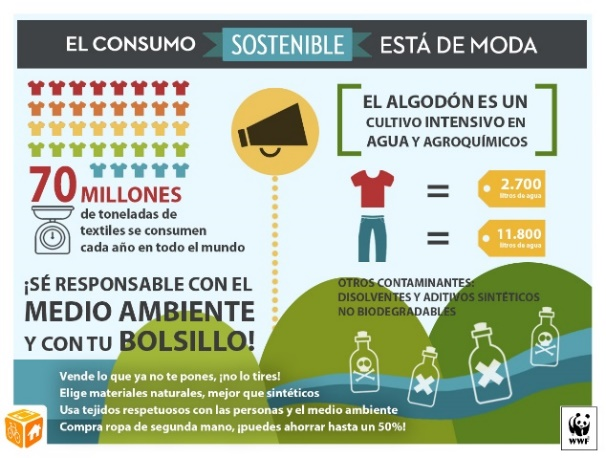 EL CONSUMO SOSTENIBLE ESTÁ DE MODA
70 MILLONES
de toneladas de
textiles se consumen
cada año en todo el mundo
EL ALGODÓN ES UN
CULTIVO INTENSIVO EN
AGUA Y AGROQUÍMICOS
= 2.700
litros de agua
= 11.800
litros de agua
¡SÉ RESPONSABLE CON EL
MEDIO AMBIENTE
Y CON TU BOLSILLO!
OTROS CONTAMINANTES:
DISOLVENTES Y ADITIVOS SINTÉTICOS
NO BIODEGRADABLES
Vende lo que ya no te pones, ¡no lo tires!
Elige materiales naturales, mejor que sintéticos
Usa tejidos respetuosos con las personas y el medio ambiente
Compra ropa de segunda mano, ¡puedes ahorrar hasta un 50%!
WWF